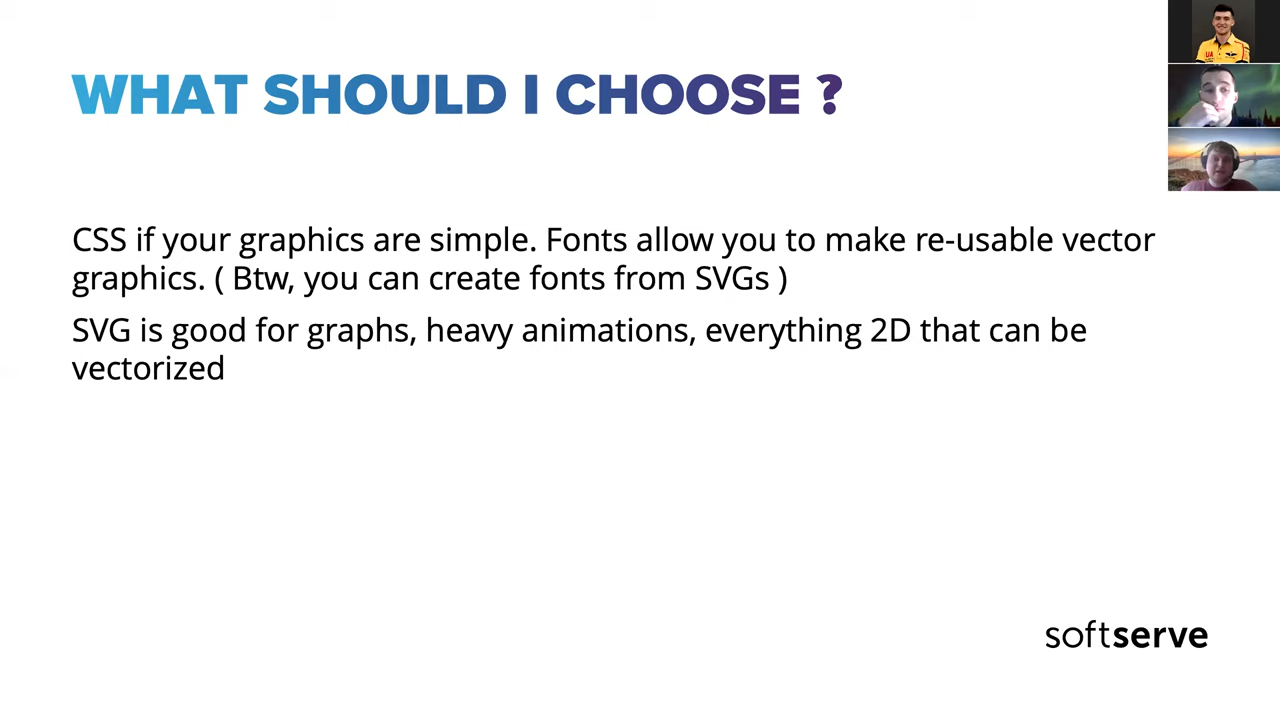 WHAT SHOULD I CHOOSE ?
UA
CSS if your graphics are simple. Fonts allow you to make re-usable vector
graphics. ( Btw, you can create fonts from SVGs )
SVG is good for graphs, heavy animations, everything 2D that can be
vectorized
softserve